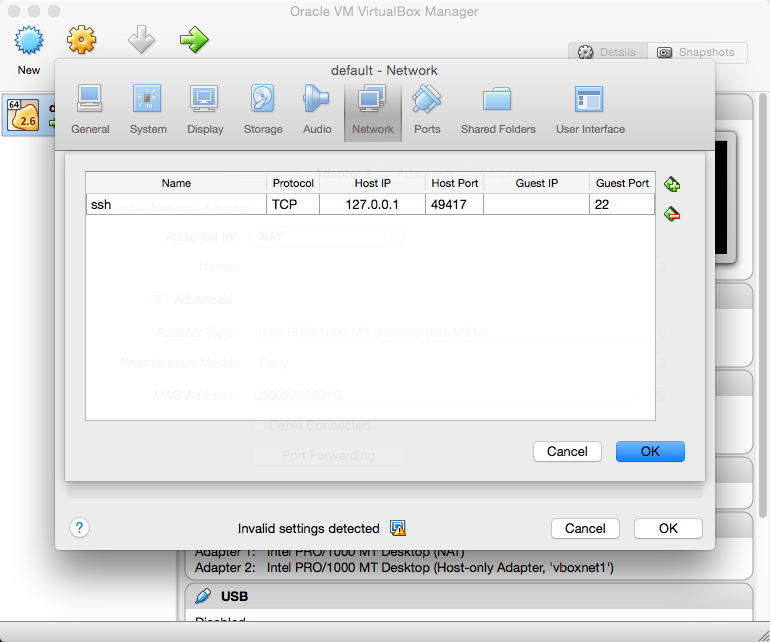 Oracle VM VirtualBox Manager
New
Details
Snapshots
64
2.6
default - Network
General
System
Display
Storage
Audio
Network
Ports
Shared Folders
User Interface
Name Protocol Host IP Host Port Guest IP Guest Port
ssh TCP 127.0.0.1 49417 22
Attached to: NAT
Name:
Advanced
Adapter Type: Intel PRO/1000 MT Desktop (82540EM)
Promiscuous Mode: Deny
MAC Address: 08002723001C
Cable Connected
Port Forwarding
Cancel
OK
?
Invalid settings detected
Cancel
OK
Adapter 1: Intel PRO/1000 MT Desktop (NAT)
Adapter 2: Intel PRO/1000 MT Desktop (Host-only Adapter, 'vboxnet1')
USB
Disabled